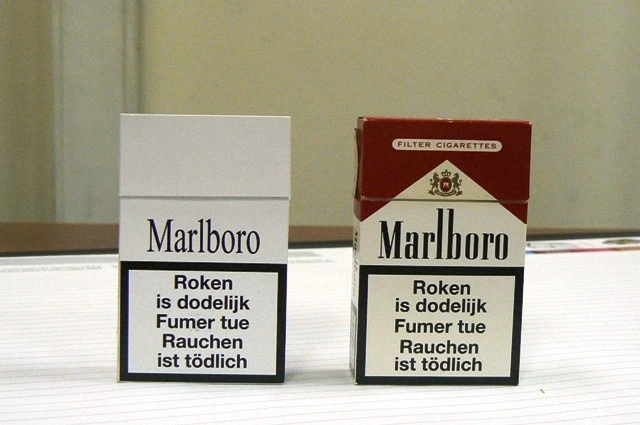 Marlboro
Roken
is dodelijk
Fumer tue
Rauchen
ist tödlich
FILTER CIGARETTES
Marlboro
Roken
is dodelijk
Fumer tue
Rauchen
ist tödlich